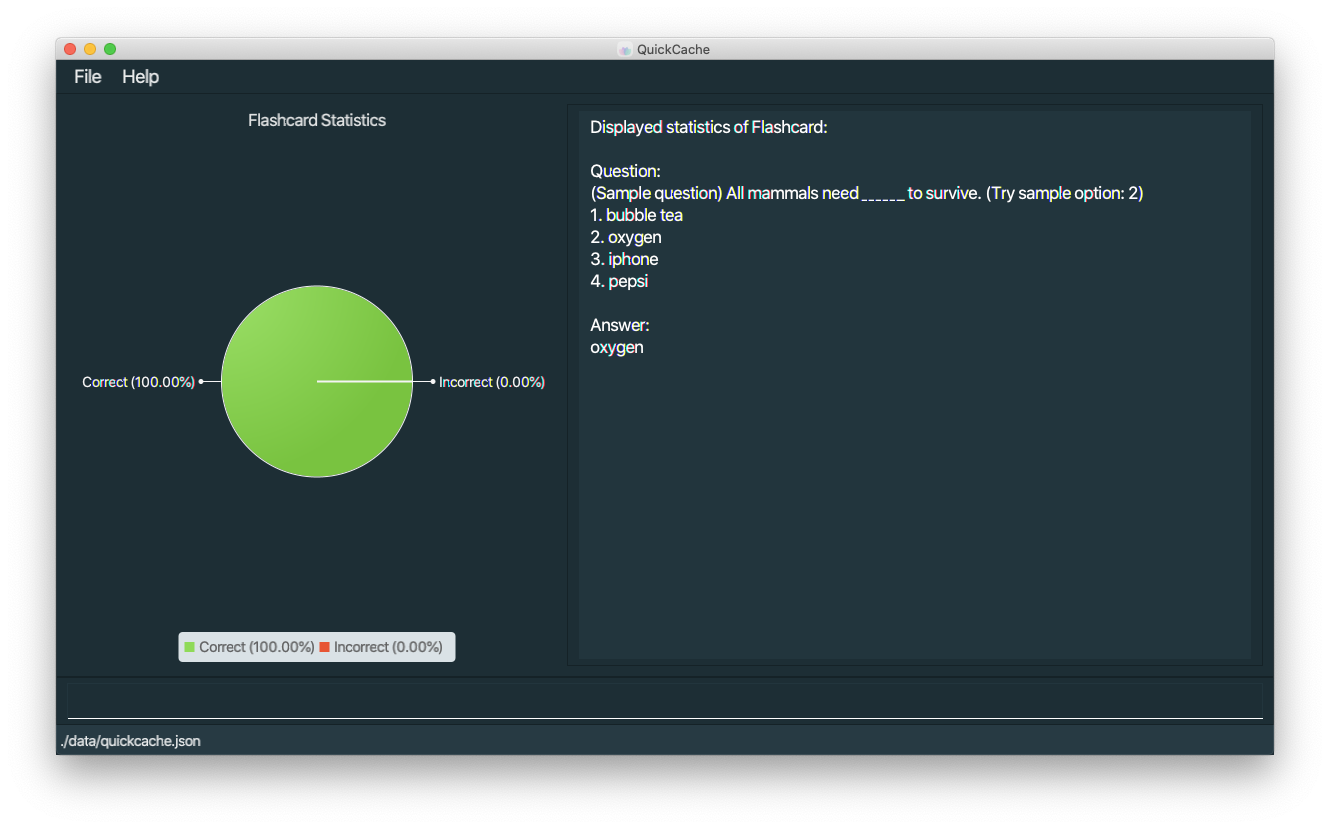 QuickCache
File Help
Flashcard Statistics
Correct (100.00%)
Incorrect (0.00%)
Correct (100.00%) Incorrect (0.00%)
Displayed statistics of Flashcard:
Question:
(Sample question) All mammals need ______ to survive. (Try sample option: 2)
1. bubble tea
2. oxygen
3. iphone
4. pepsi
Answer:
oxygen
./data/quickcache.json